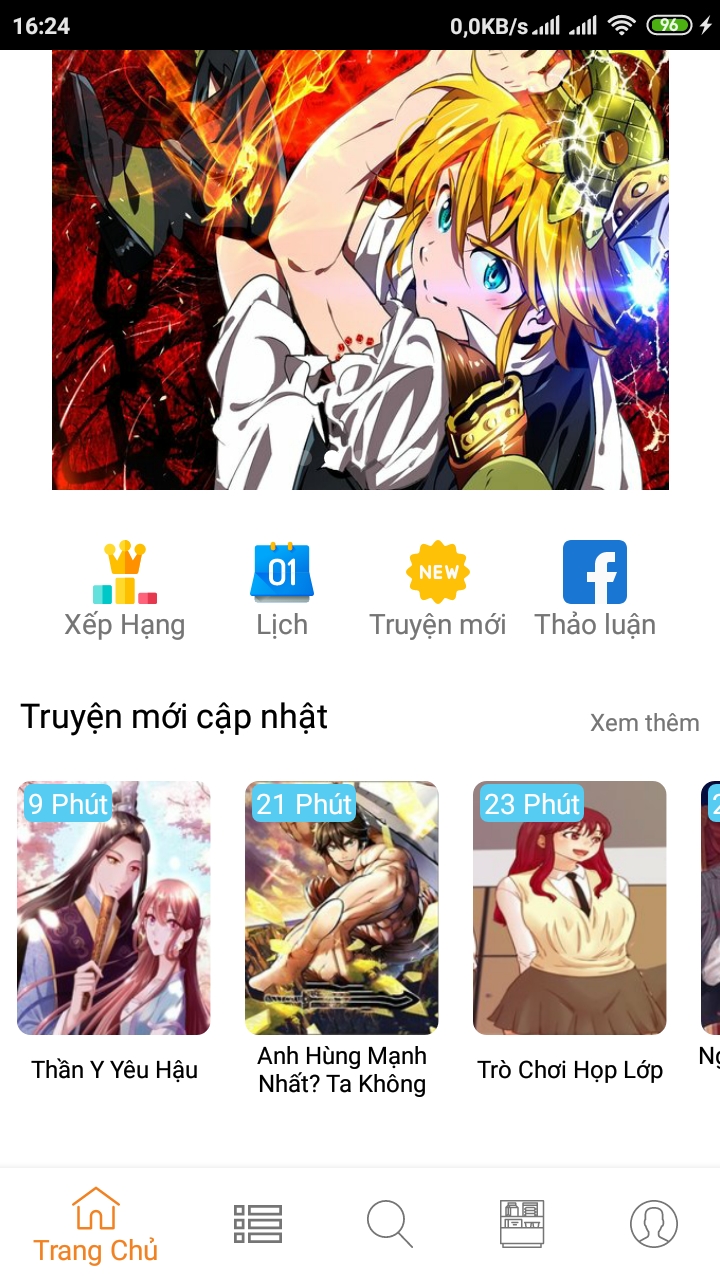 16:24
0,0KB/s
96
01
NEW
Xếp Hạng
Lịch
Truyện mới
Thảo luận
Truyện mới cập nhật
Xem thêm
9 Phút
21 Phút
23 Phút
Thần Y Yêu Hậu
Anh Hùng Mạnh
Nhất? Ta Không
Trò Chơi Họp Lớp
Trang Chủ